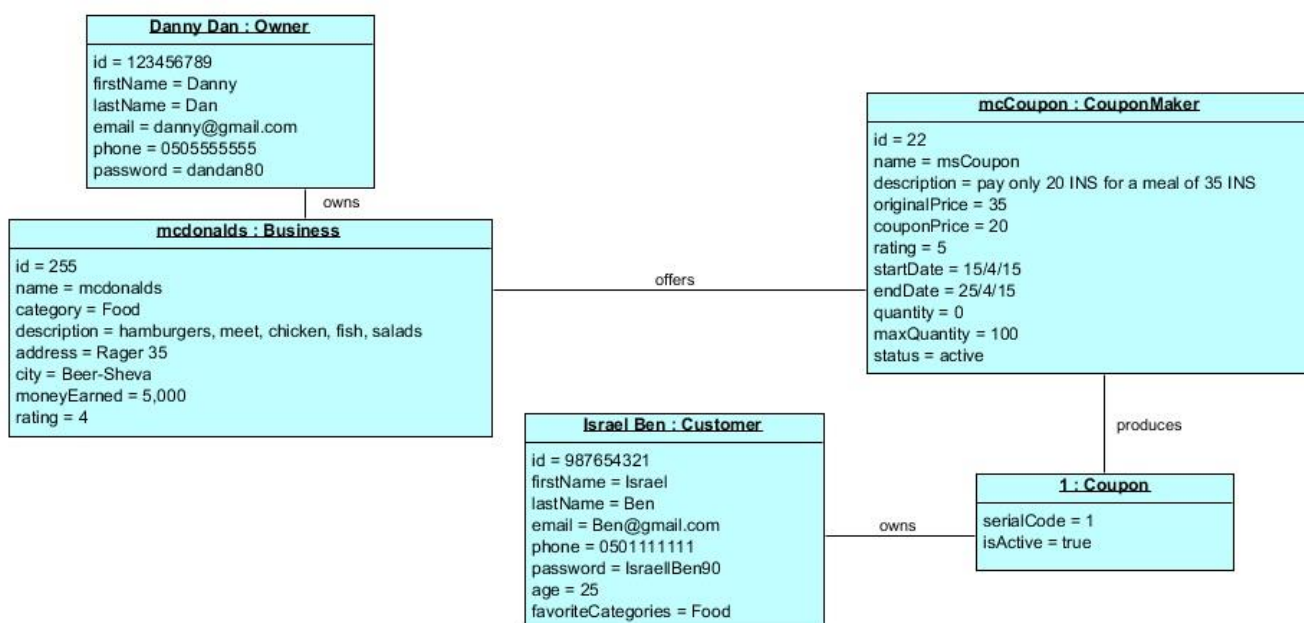 Danny Dan : Owner
id = 123456789
firstName = Danny
lastName = Dan
email = danny@gmail.com
phone = 0505555555
password = dandan80
owns
mcdonalds : Business
id = 255
name = mcdonalds
category = Food
description = hamburgers, meet, chicken, fish, salads
address = Rager 35
city = Beer-Sheva
moneyEarned = 5,000
rating = 4
offers
mcCoupon : CouponMaker
id = 22
name = msCoupon
description = pay only 20 INS for a meal of 35 INS
originalPrice = 35
couponPrice = 20
rating = 5
startDate = 15/4/15
endDate = 25/4/15
quantity = 0
maxQuantity = 100
status = active
produces
Israel Ben : Customer
id = 987654321
firstName = Israel
lastName = Ben
email = Ben@gmail.com
phone = 0501111111
password = IsraellBen90
age = 25
favoriteCategories = Food
owns
1 : Coupon
serialCode = 1
isActive = true